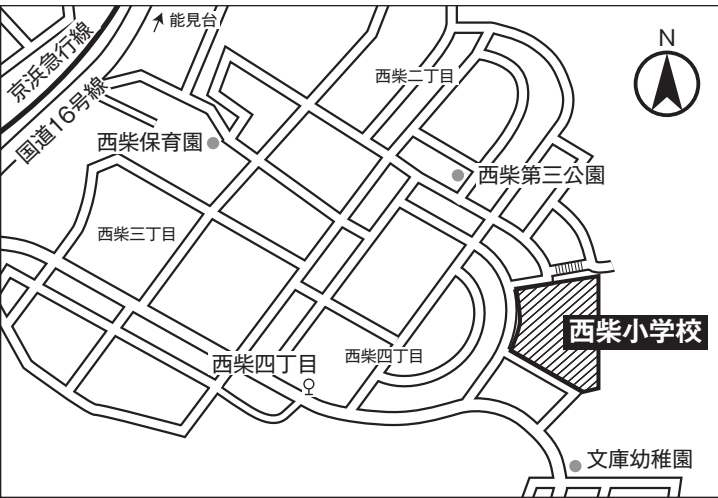 能見台
京浜急行線
国道16号線
西柴二丁目
N
西柴保育園
西柴第三公園
西柴三丁目
西柴小学校
西柴四丁目
西柴四丁目
文庫幼稚園